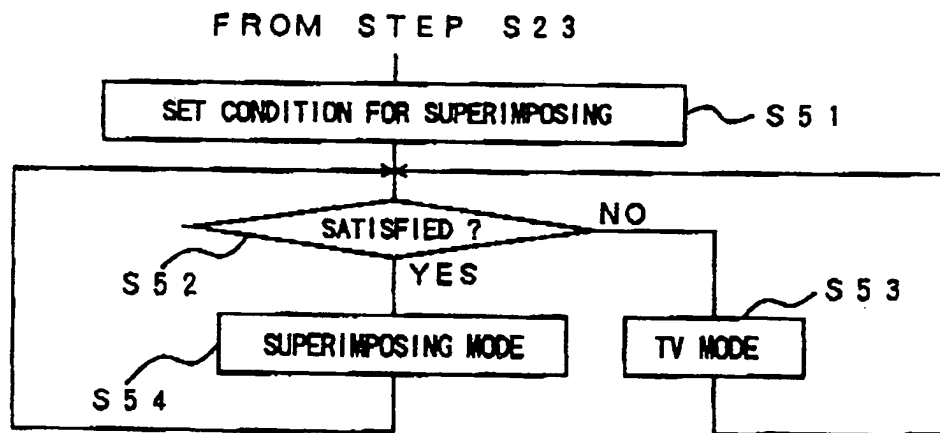 FROM STEP S23
SET CONDITION FOR SUPERIMPOSING
S51
SATISFIED ?
NO
S52
YES
S53
SUPERIMPOSING MODE
TV MODE
S54